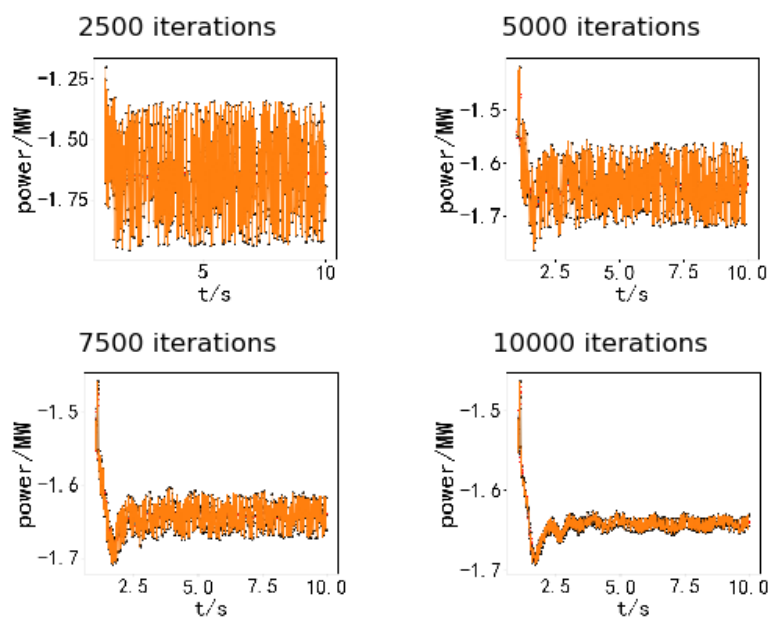 2500 iterations
5000 iterations
-1.25
-1.50
-1.75
power/MW
5
10
t/s
-1.5
-1.6
-1.7
power/MW
2.5
5.0
7.5
10.0
t/s
7500 iterations
10000 iterations
-1.5
-1.6
-1.7
power/MW
2.5
5.0
7.5
10.0
t/s
-1.5
-1.6
-1.7
power/MW
2.5
5.0
7.5
10.0
t/s